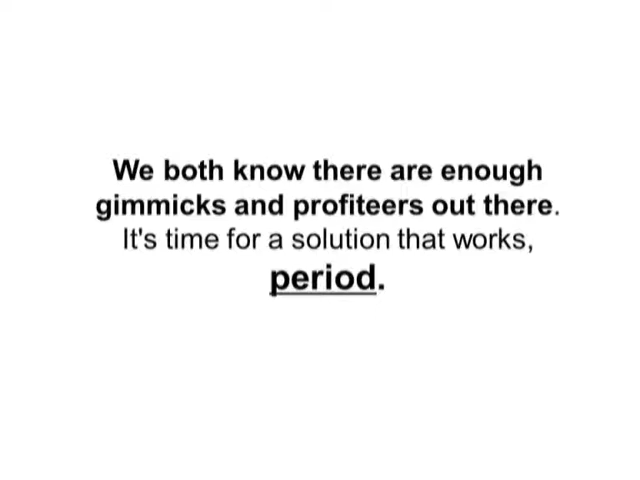 We both know there are enough
gimmicks and profiteers out there.
It's time for a solution that works,
period.